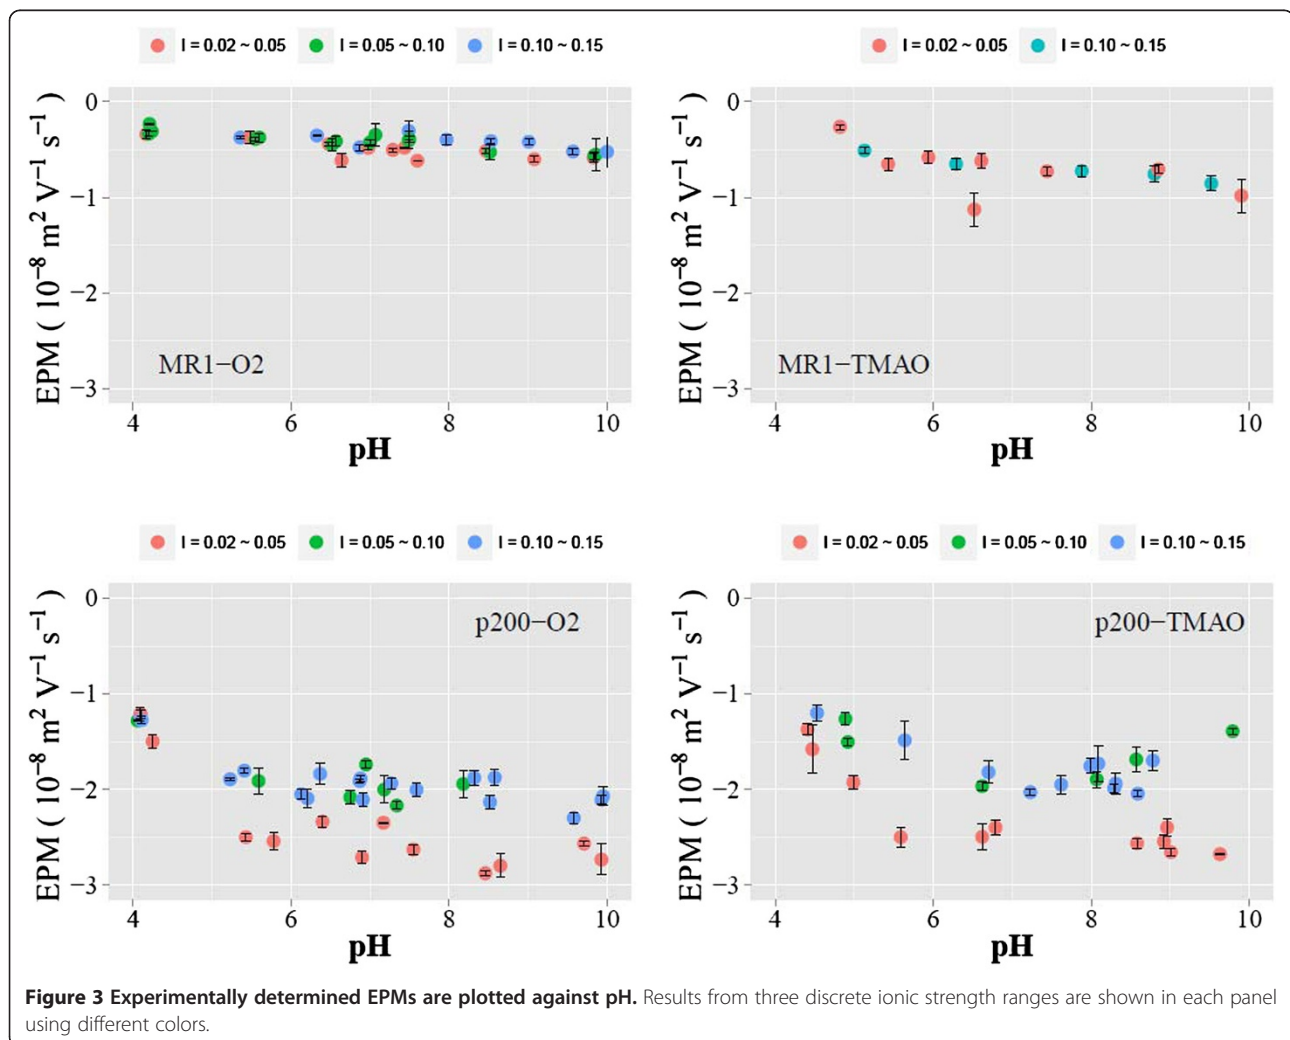 I = 0.02 ~ 0.05 I = 0.05 ~ 0.10 I = 0.10 ~ 0.15
EPM ( 10⁻⁸ m² V⁻¹ s⁻¹ )
0
−1
−2
−3
MR1−O2
4 6 8 10
pH
I = 0.02 ~ 0.05 I = 0.10 ~ 0.15
EPM ( 10⁻⁸ m² V⁻¹ s⁻¹ )
0
−1
−2
−3
MR1−TMAO
4 6 8 10
pH
I = 0.02 ~ 0.05 I = 0.05 ~ 0.10 I = 0.10 ~ 0.15
EPM ( 10⁻⁸ m² V⁻¹ s⁻¹ )
0
−1
−2
−3
p200−O2
4 6 8 10
pH
I = 0.02 ~ 0.05 I = 0.05 ~ 0.10 I = 0.10 ~ 0.15
EPM ( 10⁻⁸ m² V⁻¹ s⁻¹ )
0
−1
−2
−3
p200−TMAO
4 6 8 10
pH
Figure 3 Experimentally determined EPMs are plotted against pH. Results from three discrete ionic strength ranges are shown in each panel
using different colors.